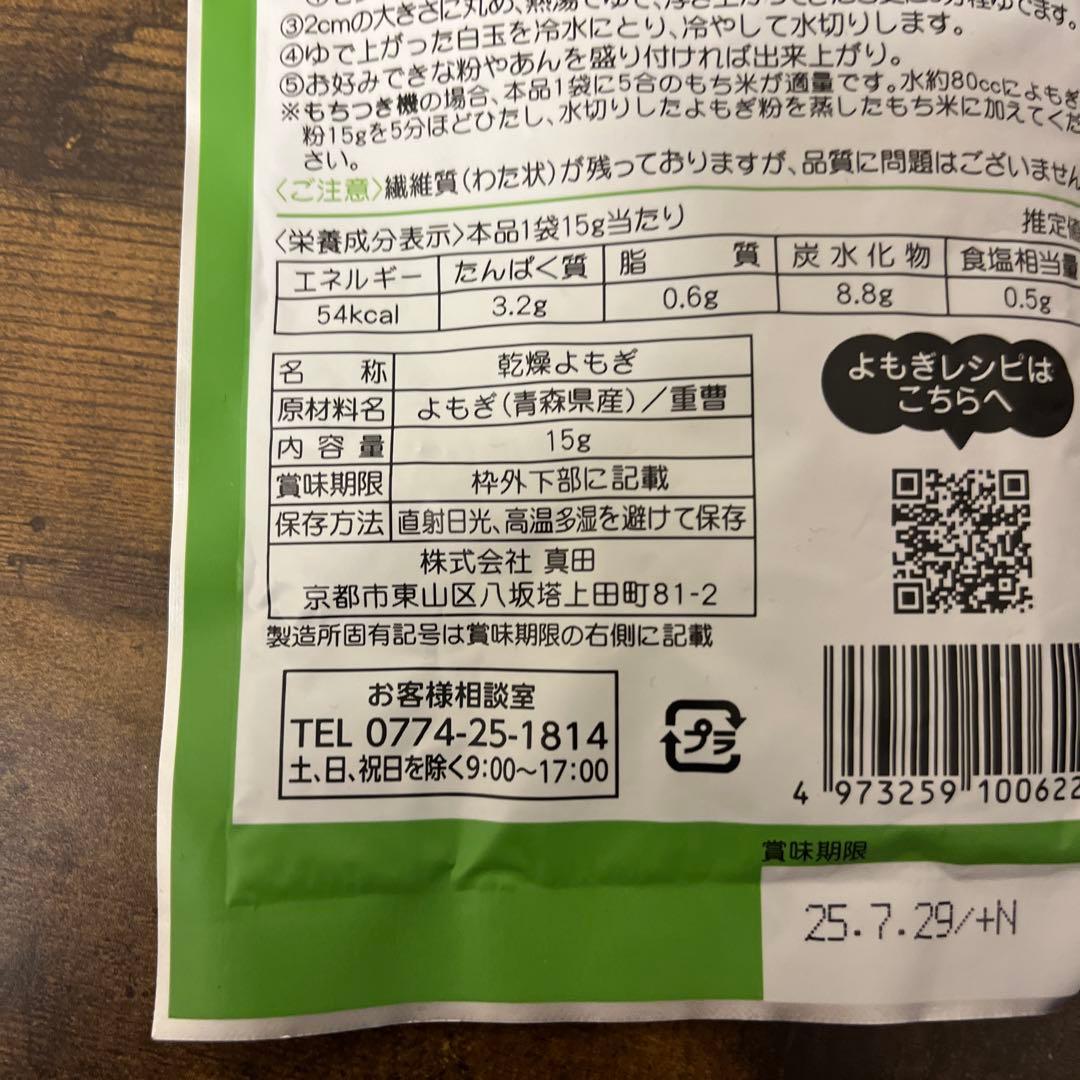 ③2cmの大きさに丸め、熱湯でゆで、浮き上がってきたら更に
④ゆで上がった白玉を冷水にとり、冷やして水切りします。
⑤お好みできな粉やあんを盛り付ければ出来上がり。
※もちつき機の場合、本品1袋に5合のもち米が適量です。水約80ccによもぎ
粉15gを5分ほどひたし、水切りしたよもぎ粉を蒸したもち米に加えてくだ
さい。
〈ご注意〉繊維質(わた状)が残っておりますが、品質に問題はございません
〈栄養成分表示〉本品1袋15g当たり 推定値
エネルギー たんぱく質 脂質 炭水化物 食塩相当量
54kcal 3.2g 0.6g 8.8g 0.5g
名称 乾燥よもぎ
原材料名 よもぎ(青森県産)/重曹
内容量 15g
賞味期限 枠外下部に記載
保存方法 直射日光、高温多湿を避けて保存
株式会社 真田
京都市東山区八坂塔上田町81-2
製造所固有記号は賞味期限の右側に記載
よもぎレシピは
こちらへ
お客様相談室
TEL 0774-25-1814
土、日、祝日を除く9:00~17:00
プラ
4 973259 100622
賞味期限
25.7.29/+N